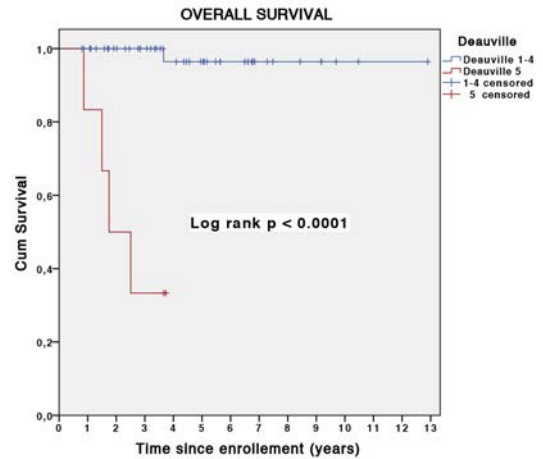 OVERALL SURVIVAL
Deauville
Deauville 1-4
Deauville 5
1-4 censored
5 censored
1,0
0,8
0,6
0,4
0,2
0,0
Cum Survival
Log rank p < 0.0001
0 1 2 3 4 5 6 7 8 9 10 11 12 13
Time since enrollement (years)